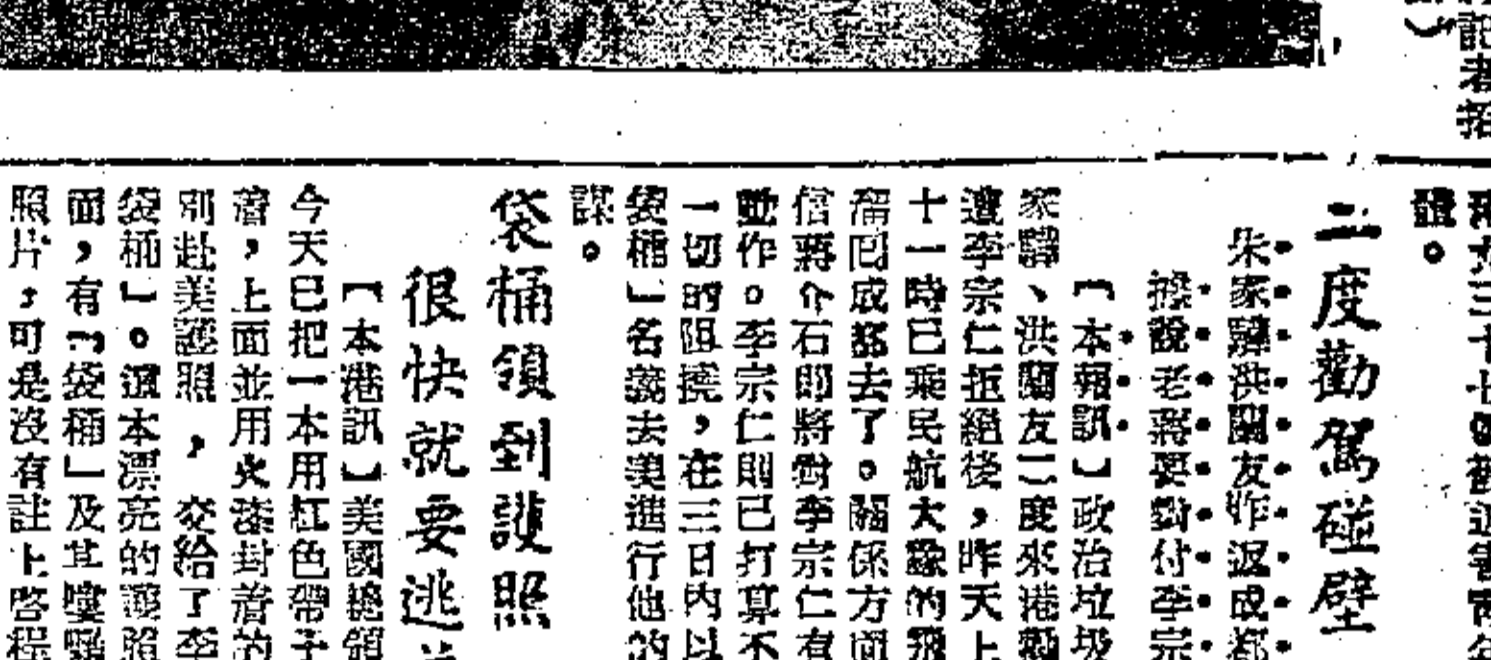 記者招
體。
二度勸駕碰壁
朱家驊洪蘭友昨返成都
據說老蔣要對付李宗
【本報訊】政治垃圾
家驊、洪蘭友二度來港勸
遭李宗仁拒絕後，昨天上
十一時已乘民航大隊的飛
溜回成都去了。關係方面
信蔣介石即將對李宗仁有
動作。李宗仁則已打算不
一切的阻撓，在三日內以
袋桶」名義去美進行他的
謀。
袋桶領到護照
很快就要逃
【本港訊】美國總領
今天已把一本用紅色帶子
着，上面並用火漆封着的
別赴美護照，交給了李
袋桶」。這本漂亮的護照
面，有「袋桶」及其
照片，可是沒有註上啓程